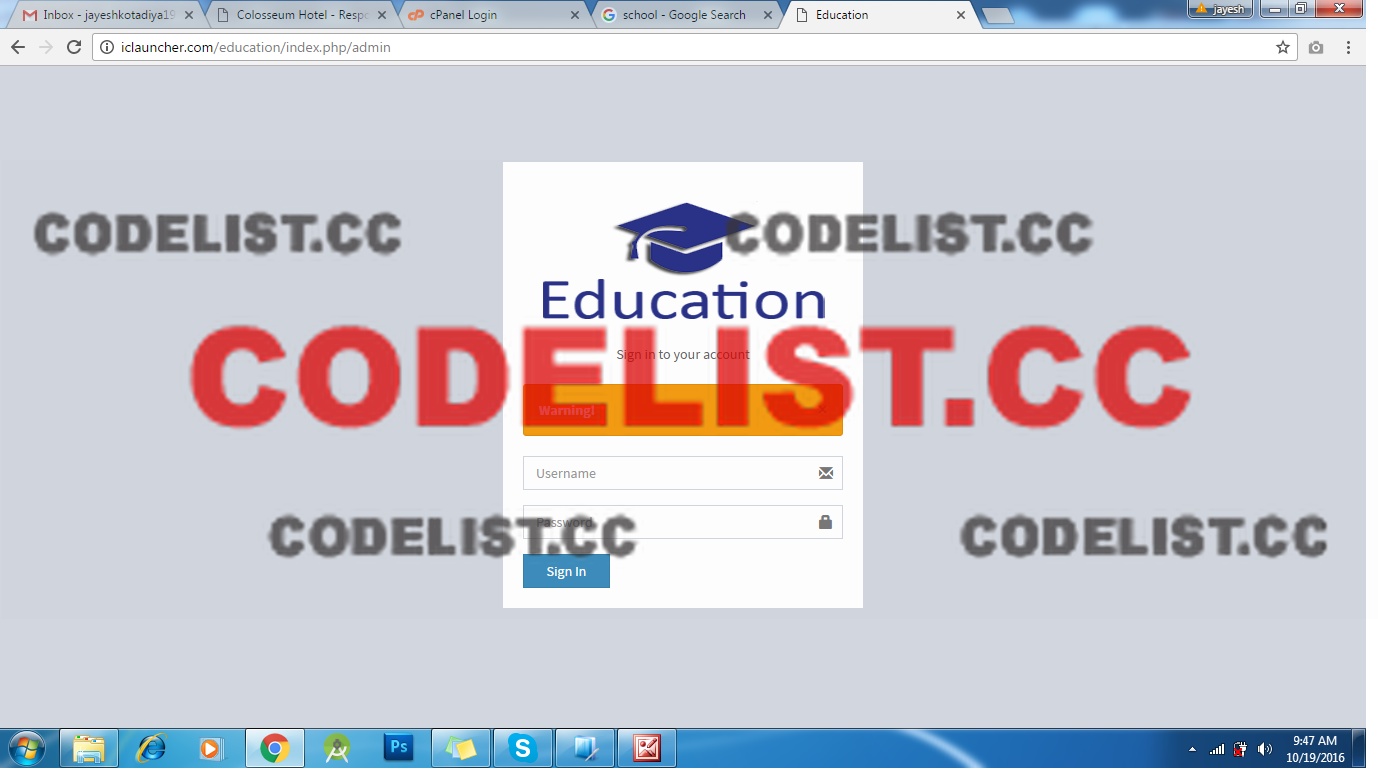 Inbox - jayeshkotadiya19
Colosseum Hotel - Respo
cPanel Login
school - Google Search
Education
jayesh
iclauncher.com/education/index.php/admin
CODELIST.CC
CODELIST.CC
Education
CODELIST.CC
Sign in to your account
Warning!
Username
Password
CODELIST.CC
CODELIST.CC
Sign In
Ps
9:47 AM
10/19/2016